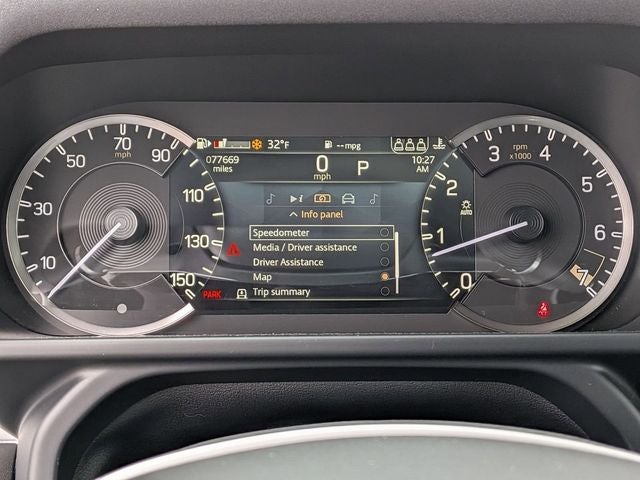 32°F
--mpg
077669
miles
0
mph
P
10:27
AM
10
30
50
70
mph
90
110
130
150
i
Info panel
Speedometer
Media / Driver assistance
Driver Assistance
Map
Trip summary
PARK
0
1
2
3
4
5
6
rpm
x1000
AUTO